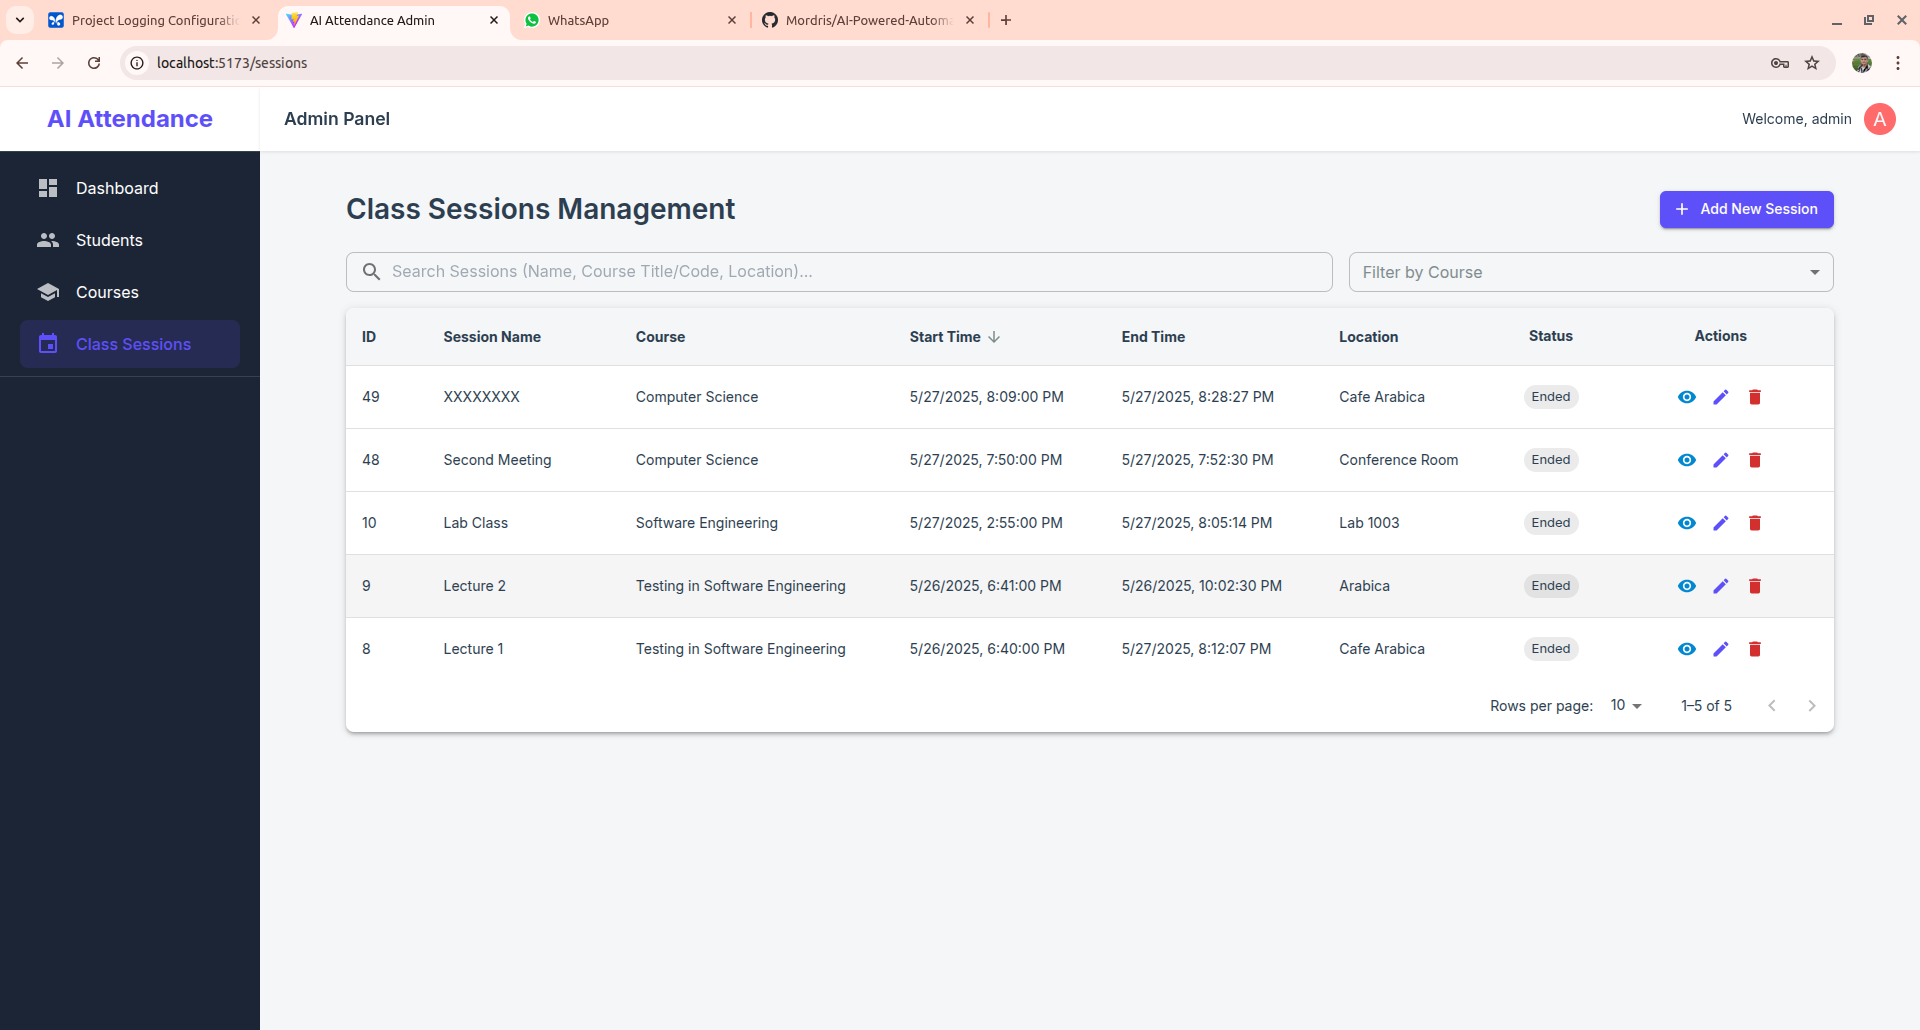 Project Logging Configurati
AI Attendance Admin
WhatsApp
Mordris/AI-Powered-Autom
localhost:5173/sessions
AI Attendance
Admin Panel
Welcome, admin
A
Dashboard
Students
Courses
Class Sessions
Class Sessions Management
Add New Session
Search Sessions (Name, Course Title/Code, Location)...
Filter by Course
ID Session Name Course Start Time End Time Location Status Actions
49 XXXXXXXX Computer Science 5/27/2025, 8:09:00 PM 5/27/2025, 8:28:27 PM Cafe Arabica Ended
48 Second Meeting Computer Science 5/27/2025, 7:50:00 PM 5/27/2025, 7:52:30 PM Conference Room Ended
10 Lab Class Software Engineering 5/27/2025, 2:55:00 PM 5/27/2025, 8:05:14 PM Lab 1003 Ended
9 Lecture 2 Testing in Software Engineering 5/26/2025, 6:41:00 PM 5/26/2025, 10:02:30 PM Arabica Ended
8 Lecture 1 Testing in Software Engineering 5/26/2025, 6:40:00 PM 5/27/2025, 8:12:07 PM Cafe Arabica Ended
Rows per page: 10 1–5 of 5